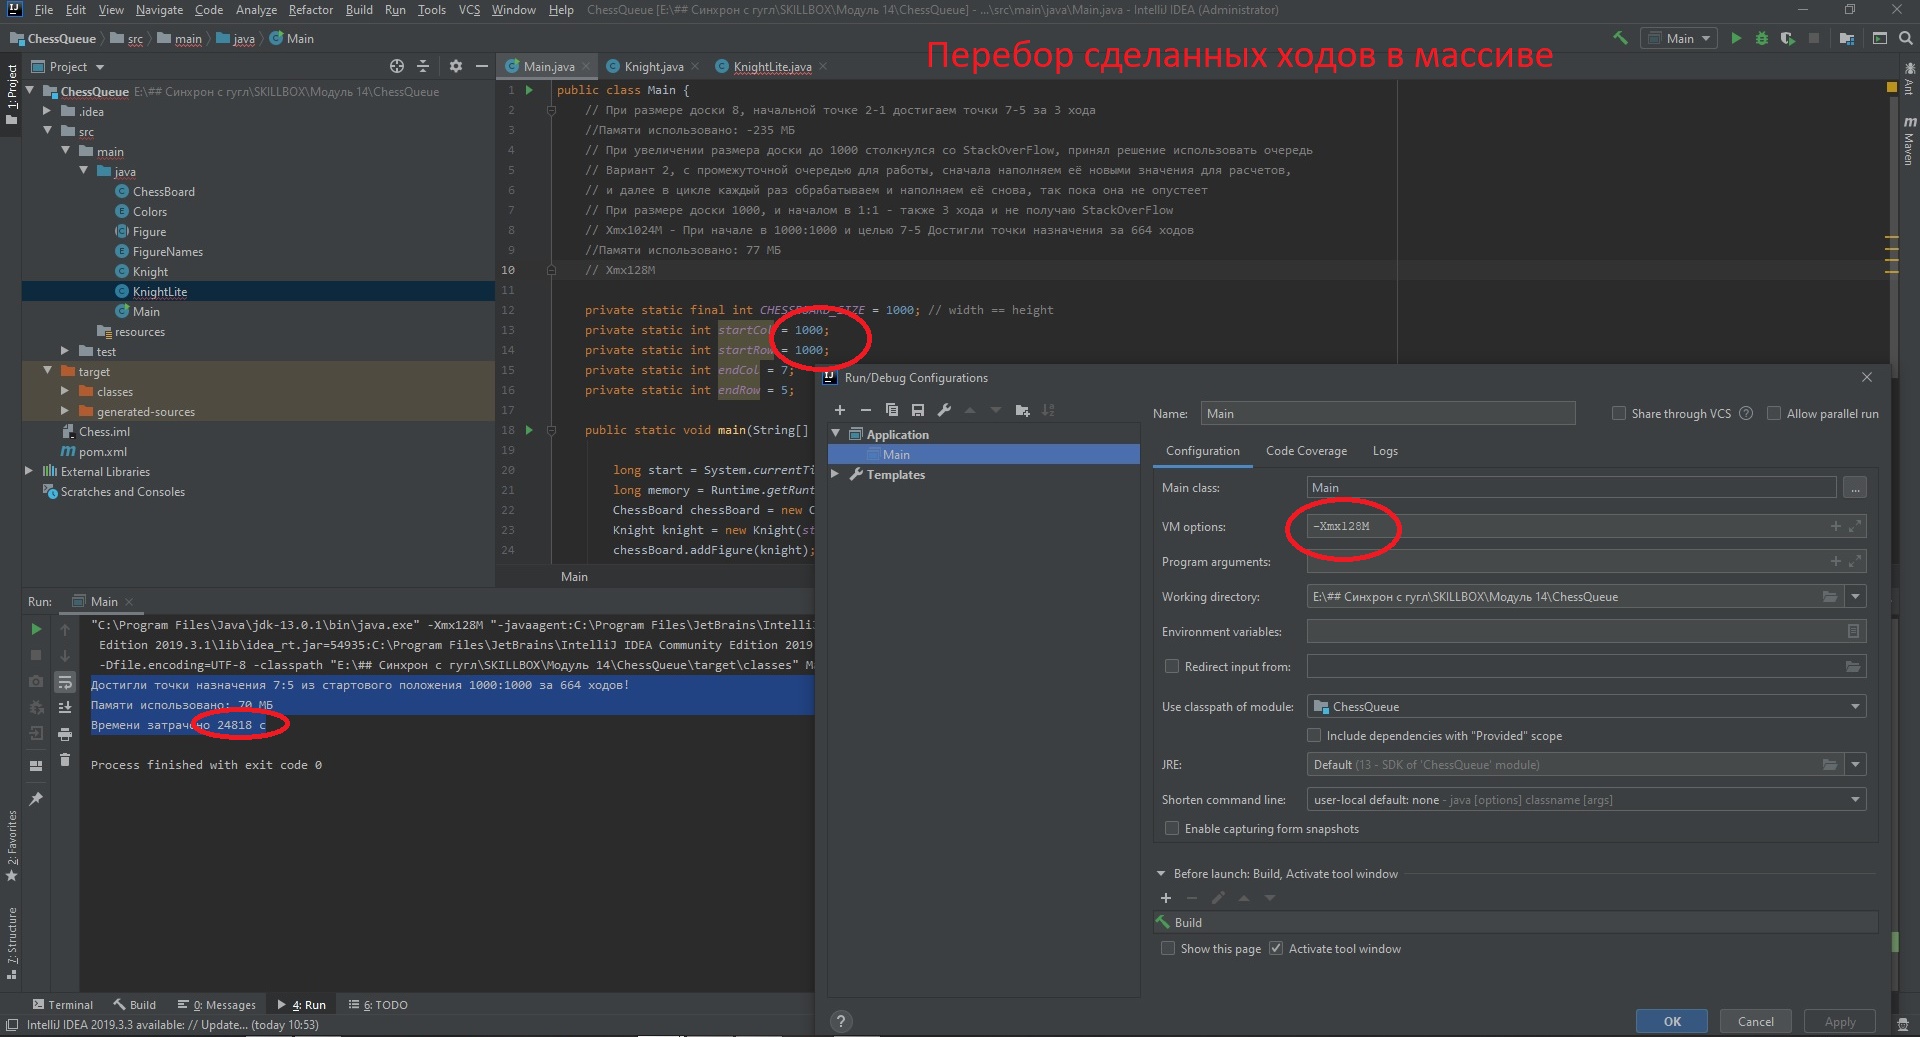 File Edit View Navigate Code Analyze Refactor Build Run Tools VCS Window Help ChessQueue [E:\## Синхрон с гугл\SKILLBOX\Модуль 14\ChessQueue] - ...\src\main\java\Main.java - IntelliJ IDEA (Administrator)
ChessQueue src main java Main
Main
Перебор сделанных ходов в массиве
1: Project
Project
Main.java Knight.java KnightLite.java
ChessQueue E:\## Синхрон с гугл\SKILLBOX\Модуль 14\ChessQueue
.idea
src
main
java
ChessBoard
Colors
Figure
FigureNames
Knight
KnightLite
Main
resources
test
target
classes
generated-sources
Chess.iml
pom.xml
External Libraries
Scratches and Consoles
1 public class Main {
2 // При размере доски 8, начальной точке 2-1 достигаем точки 7-5 за 3 хода
3 //Памяти использовано: -235 МБ
4 // При увеличении размера доски до 1000 столкнулся со StackOverFlow, принял решение использовать очередь
5 // Вариант 2, с промежуточной очередью для работы, сначала наполняем её новыми значения для расчетов,
6 // и далее в цикле каждый раз обрабатываем и наполняем её снова, так пока она не опустеет
7 // При размере доски 1000, и началом в 1:1 - также 3 хода и не получаю StackOverFlow
8 // Xmx1024M - При начале в 1000:1000 и целью 7-5 Достигли точки назначения за 664 ходов
9 //Памяти использовано: 77 МБ
10 // Xmx128M
11
12 private static final int CHESSBOARD_SIZE = 1000; // width == height
13 private static int startCol = 1000;
14 private static int startRow = 1000;
15 private static int endCol = 7;
16 private static int endRow = 5;
17
18 public static void main(String[]
19
20 long start = System.currentTi
21 long memory = Runtime.getRunt
22 ChessBoard chessBoard = new C
23 Knight knight = new Knight(st
24 chessBoard.addFigure(knight);
Main
Ant
Maven
Run: Main
"C:\Program Files\Java\jdk-13.0.1\bin\java.exe" -Xmx128M "-javaagent:C:\Program Files\JetBrains\Intelli
Edition 2019.3.1\lib\idea_rt.jar=54935:C:\Program Files\JetBrains\IntelliJ IDEA Community Edition 2019
-Dfile.encoding=UTF-8 -classpath "E:\## Синхрон с гугл\SKILLBOX\Модуль 14\ChessQueue\target\classes" M
Достигли точки назначения 7:5 из стартового положения 1000:1000 за 664 ходов!
Памяти использовано: 70 МБ
Времени затрачено 24818 с
Process finished with exit code 0
2: Favorites
7: Structure
Run/Debug Configurations
Application
Main
Templates
Name: Main Share through VCS Allow parallel run
Configuration Code Coverage Logs
Main class: Main ...
VM options: -Xmx128M
Program arguments:
Working directory: E:\## Синхрон с гугл\SKILLBOX\Модуль 14\ChessQueue
Environment variables:
Redirect input from:
Use classpath of module: ChessQueue
Include dependencies with "Provided" scope
JRE: Default (13 - SDK of 'ChessQueue' module)
Shorten command line: user-local default: none - java [options] classname [args]
Enable capturing form snapshots
Before launch: Build, Activate tool window
Build
Show this page Activate tool window
? OK Cancel Apply
Terminal Build 0: Messages 4: Run 6: TODO
IntelliJ IDEA 2019.3.3 available: // Update... (today 10:53)